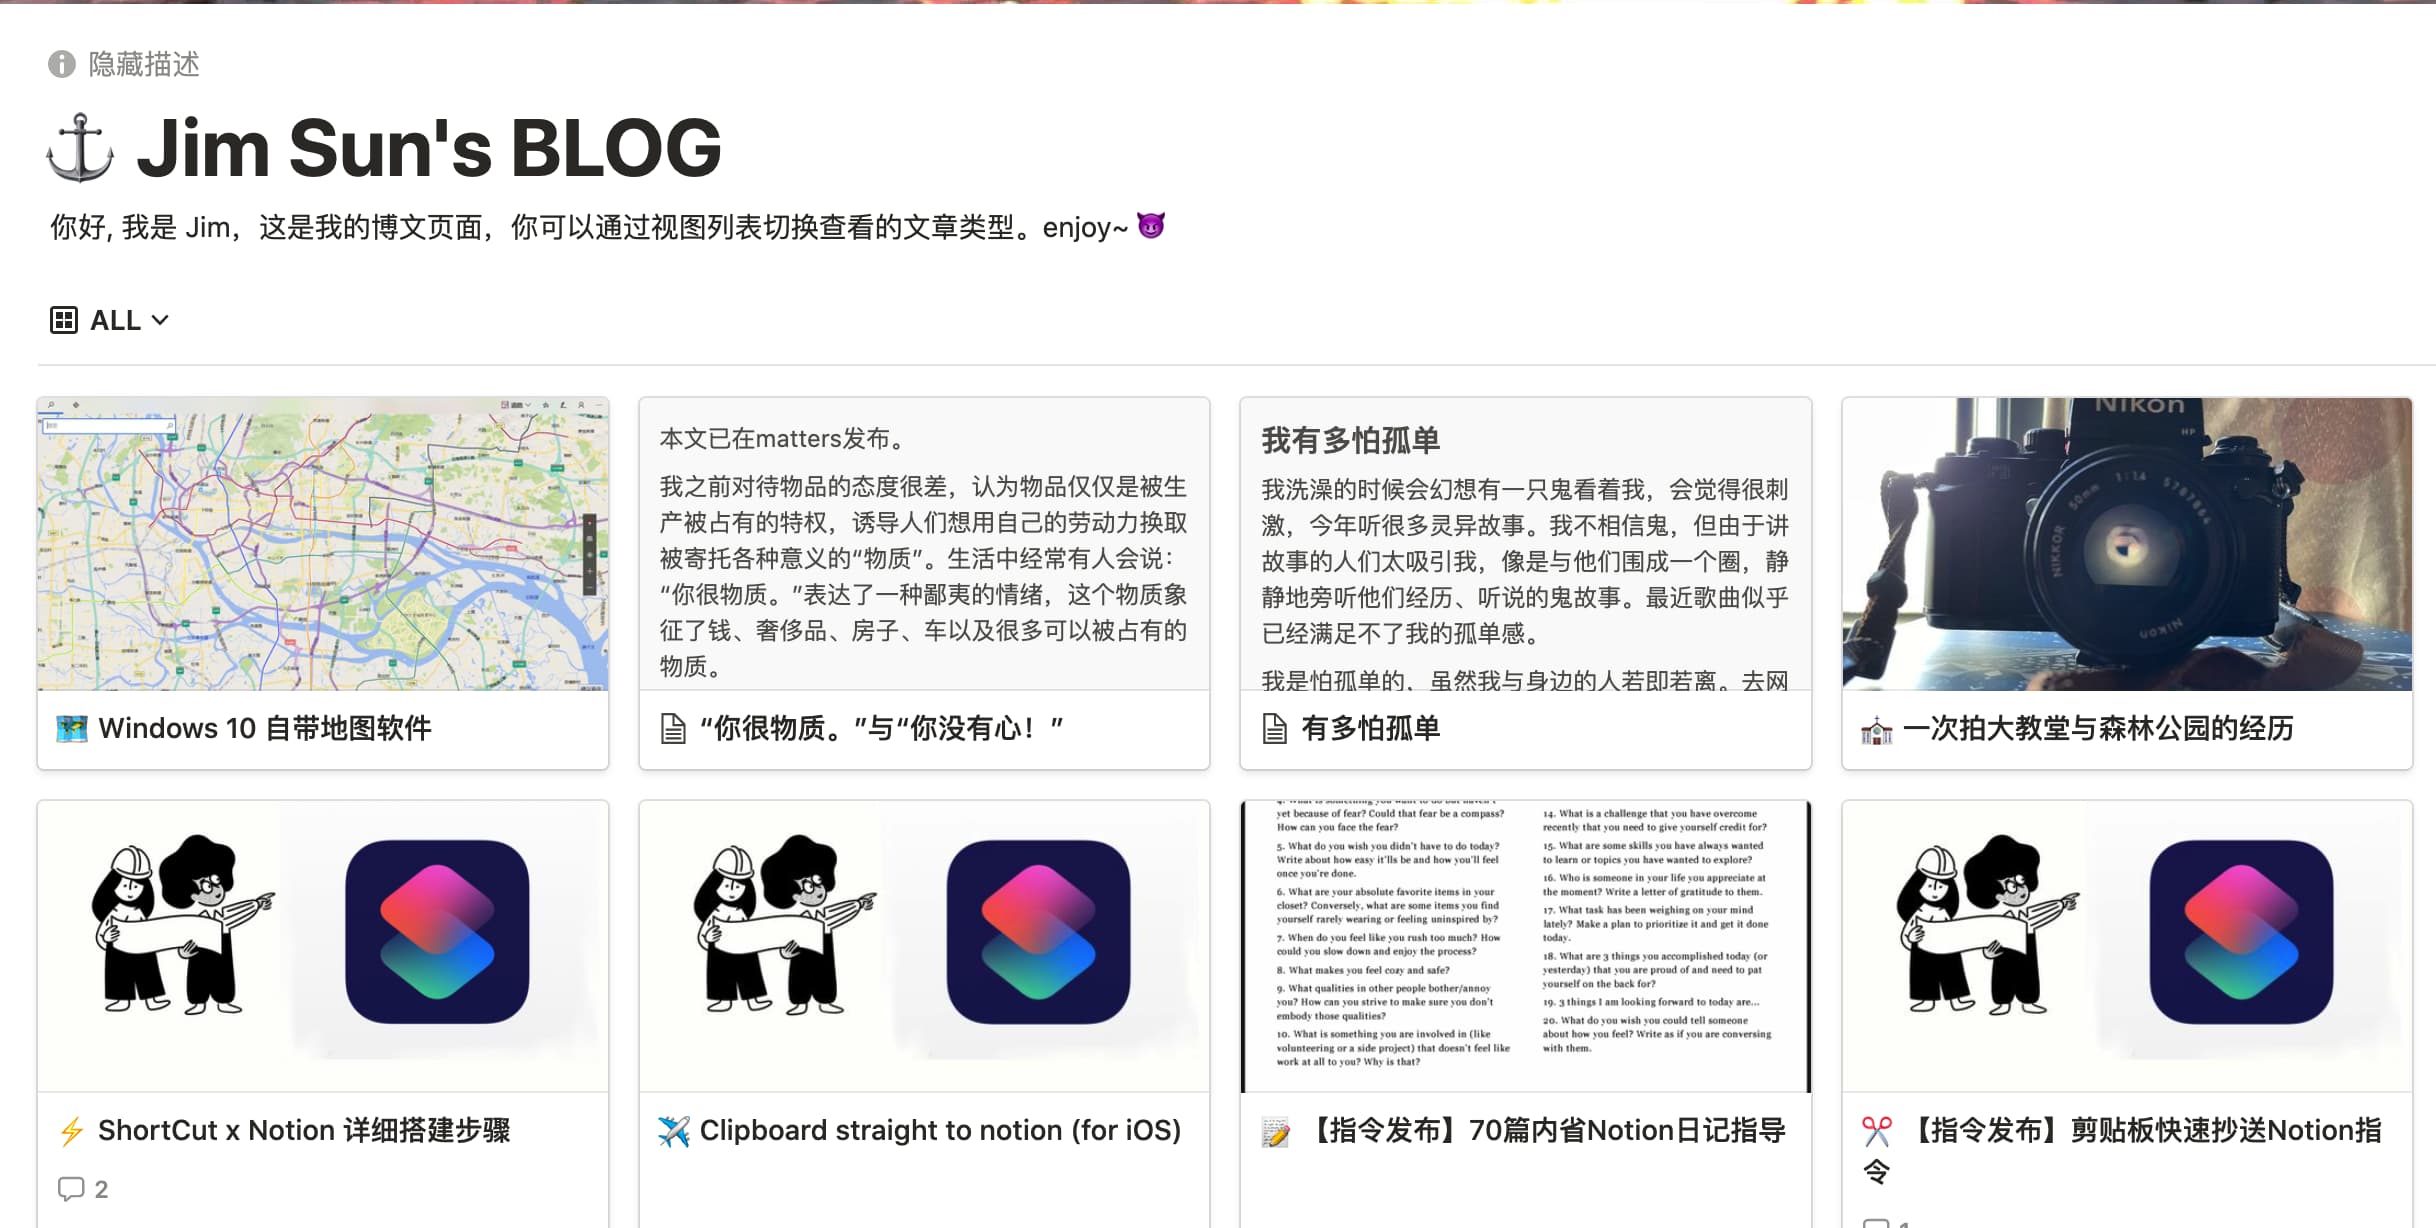 隐藏描述
Jim Sun's BLOG
你好, 我是 Jim，这是我的博文页面，你可以通过视图列表切换查看的文章类型。enjoy~
ALL
本文已在matters发布。
我之前对待物品的态度很差，认为物品仅仅是被生
产被占有的特权，诱导人们想用自己的劳动力换取
被寄托各种意义的“物质”。生活中经常有人会说：
“你很物质。”表达了一种鄙夷的情绪，这个物质象
征了钱、奢侈品、房子、车以及很多可以被占有的
物质。
我有多怕孤单
我洗澡的时候会幻想有一只鬼看着我，会觉得很刺
激，今年听很多灵异故事。我不相信鬼，但由于讲
故事的人们太吸引我，像是与他们围成一个圈，静
静地旁听他们经历、听说的鬼故事。最近歌曲似乎
已经满足不了我的孤单感。
我是怕孤单的，虽然我与身边的人若即若离。去网
Nikon
HP
50mm 1:1.4 5787864
NIKKOR
NIKON
Windows 10 自带地图软件
“你很物质。”与“你没有心！”
有多怕孤单
一次拍大教堂与森林公园的经历
4. What is something you want to do but haven't
yet because of fear? Could that fear be a compass?
How can you face the fear?
5. What do you wish you didn't have to do today?
Write about how easy it'lls be and how you'll feel
once you're done.
6. What are your absolute favorite items in your
closet? Conversely, what are some items you find
yourself rarely wearing or feeling uninspired by?
7. When do you feel like you rush too much? How
could you slow down and enjoy the process?
8. What makes you feel cozy and safe?
9. What qualities in other people bother/annoy
you? How can you strive to make sure you don't
embody those qualities?
10. What is something you are involved in (like
volunteering or a side project) that doesn't feel like
work at all to you? Why is that?
14. What is a challenge that you have overcome
recently that you need to give yourself credit for?
15. What are some skills you have always wanted
to learn or topics you have wanted to explore?
16. Who is someone in your life you appreciate at
the moment? Write a letter of gratitude to them.
17. What task has been weighing on your mind
lately? Make a plan to prioritize it and get it done
today.
18. What are 3 things you accomplished today (or
yesterday) that you are proud of and need to pat
yourself on the back for?
19. 3 things I am looking forward to today are...
20. What do you wish you could tell someone
about how you feel? Write as if you are conversing
with them.
ShortCut x Notion 详细搭建步骤
2
Clipboard straight to notion (for iOS)
【指令发布】70篇内省Notion日记指导
【指令发布】剪贴板快速抄送Notion指
令
1